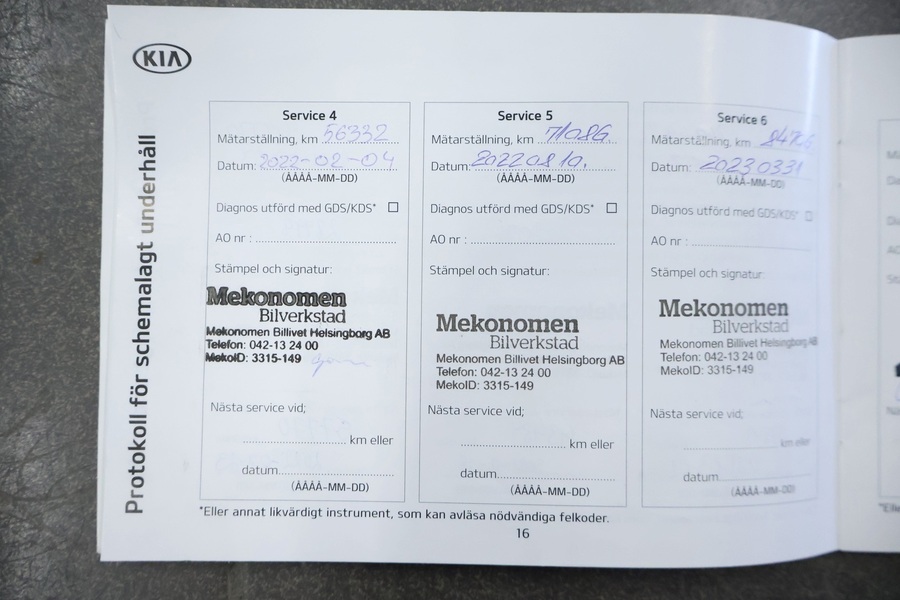 KIA
Protokoll för schemalagt underhåll
Service 4
Mätarställning, km 56332
Datum: 2022-02-04
(ÅÅÅÅ-MM-DD)
Diagnos utförd med GDS/KDS*
AO nr :
Stämpel och signatur:
Mekonomen
Bilverkstad
Mekonomen Billivet Helsingborg AB
Telefon: 042-13 24 00
MekoID: 3315-149
Nästa service vid;
km eller
datum
(ÅÅÅÅ-MM-DD)
Service 5
Mätarställning, km 71086
Datum: 20220810.
(ÅÅÅÅ-MM-DD)
Diagnos utförd med GDS/KDS*
AO nr :
Stämpel och signatur:
Mekonomen
Bilverkstad
Mekonomen Billivet Helsingborg AB
Telefon: 042-13 24 00
MekoID: 3315-149
Nästa service vid;
km eller
datum
(ÅÅÅÅ-MM-DD)
Service 6
Mätarställning, km
Datum: 20230331
(ÅÅÅÅ-MM-DD)
Diagnos utförd med GDS/KDS*
AO nr :
Stämpel och signatur:
Mekonomen
Bilverkstad
Mekonomen Billivet Helsingborg AB
Telefon: 042-13 24 00
MekoID: 3315-149
Nästa service vid;
km eller
datum
(ÅÅÅÅ-MM-DD)
*Eller annat likvärdigt instrument, som kan avläsa nödvändiga felkoder.
16